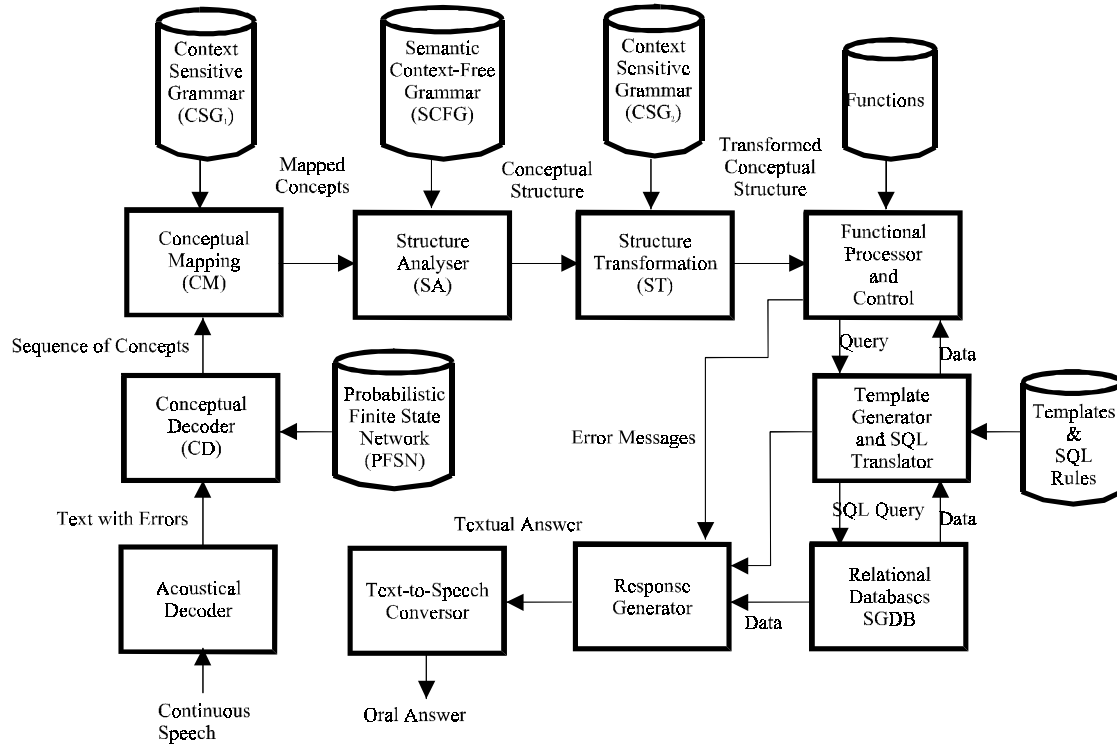 Context
Sensitive
Grammar
(CSG₁)
Semantic
Context-Free
Grammar
(SCFG)
Context
Sensitive
Grammar
(CSG₂)
Functions
Mapped
Concepts
Conceptual
Structure
Transformed
Conceptual
Structure
Conceptual
Mapping
(CM)
Structure
Analyser
(SA)
Structure
Transformation
(ST)
Functional
Processor
and
Control
Sequence of Concepts
Query
Data
Conceptual
Decoder
(CD)
Probabilistic
Finite State
Network
(PFSN)
Error Messages
Template
Generator
and SQL
Translator
Templates
&
SQL
Rules
Text with Errors
Textual Answer
SQL Query
Data
Acoustical
Decoder
Text-to-Speech
Conversor
Response
Generator
Data
Relational
Databases
SGDB
Continuous
Speech
Oral Answer